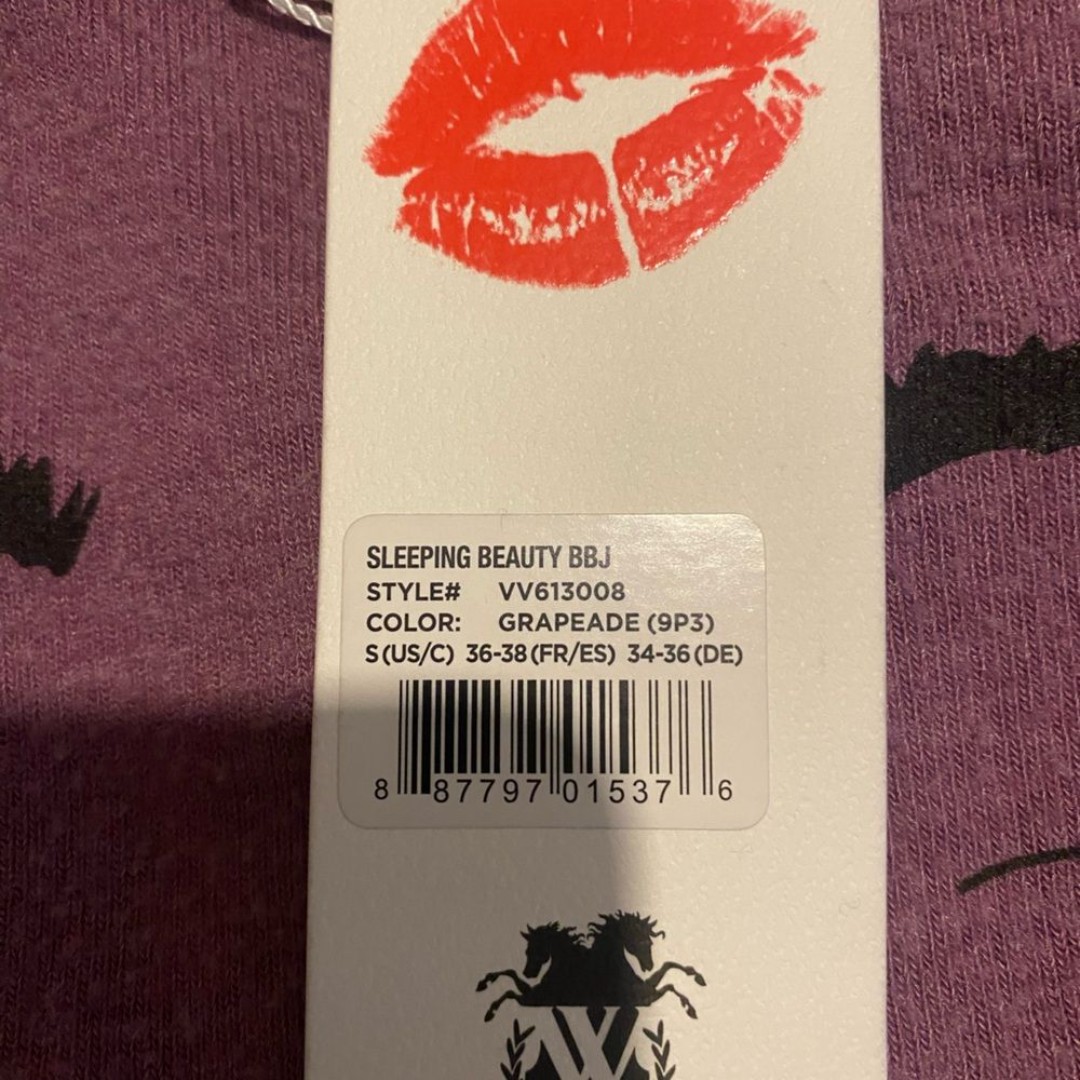 SLEEPING BEAUTY BBJ
STYLE# VV613008
COLOR: GRAPEADE (9P3)
S(US/C) 36-38(FR/ES) 34-36(DE)
8 87797 01537 6
W